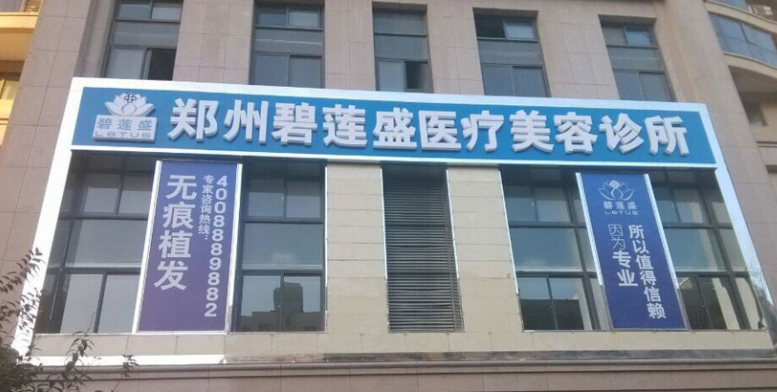 郑州碧莲盛医疗美容诊所
碧莲盛
LOTUS
专家咨询热线:
4008889882
无痕植发
碧莲盛
LOTUS
因为专业
所以值得信赖